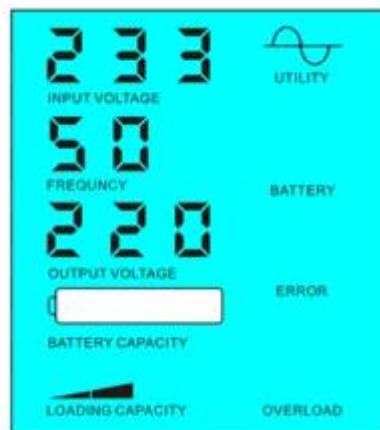 233
INPUT VOLTAGE
UTILITY
50
FREQUNCY
BATTERY
220
OUTPUT VOLTAGE
ERROR
BATTERY CAPACITY
LOADING CAPACITY
OVERLOAD